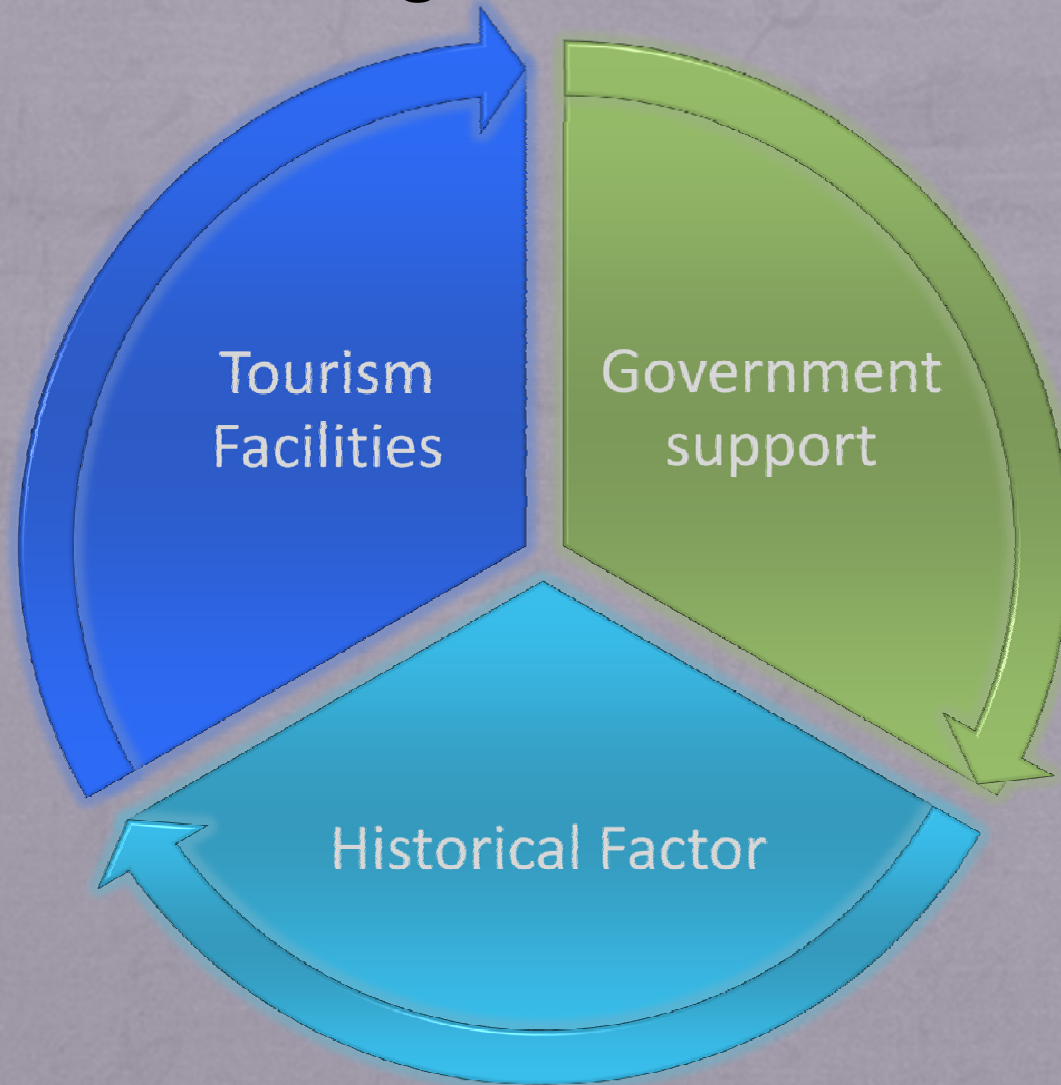 Tourism
Facilities
Government
support
Historical Factor